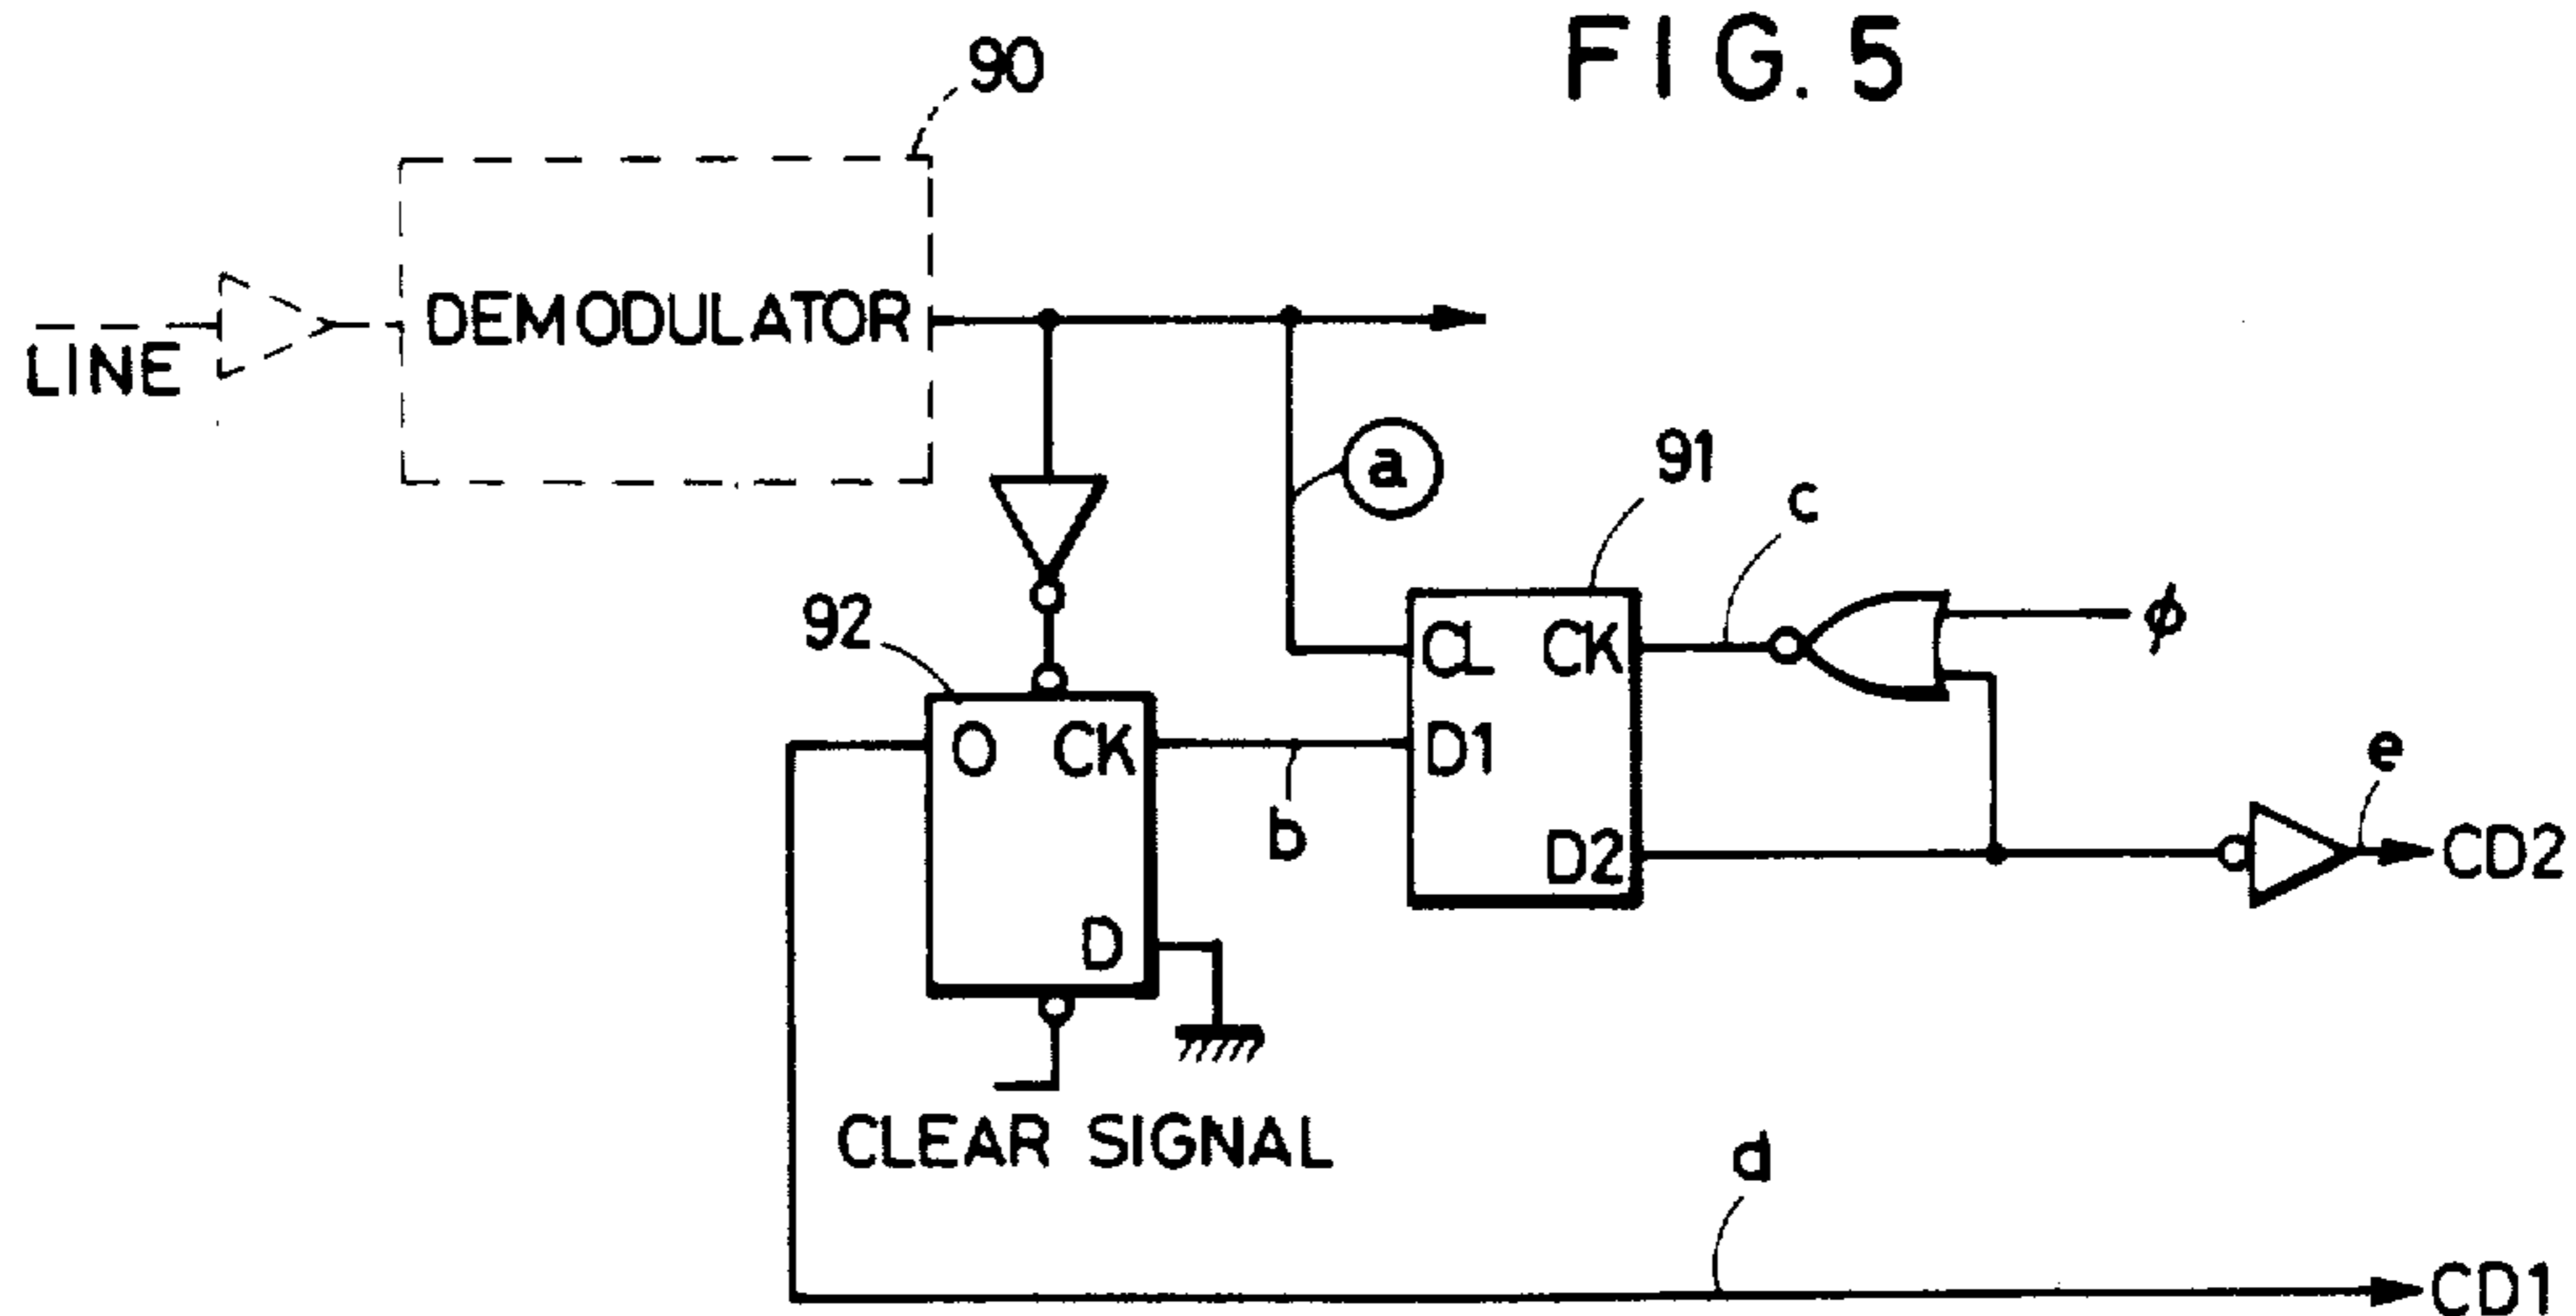 FIG. 5
90
LINE
DEMODULATOR
a
91
c
92
CL CK
φ
O CK
D1
b
e
D2
CD2
D
CLEAR SIGNAL
d
CD1